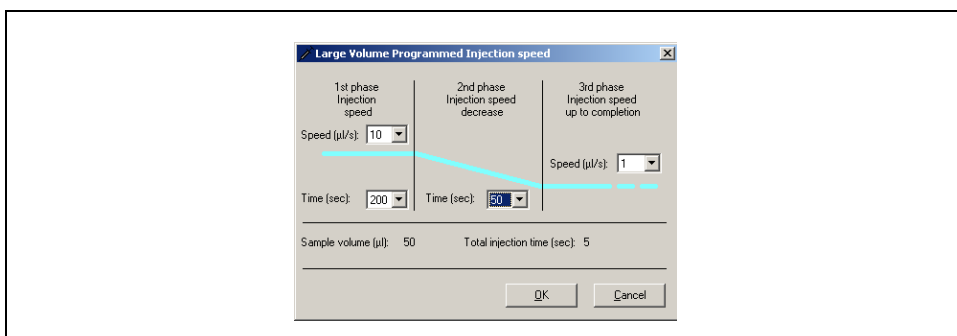 Large Volume Programmed Injection speed
1st phase
Injection
speed
2nd phase
Injection speed
decrease
3rd phase
Injection speed
up to completion
Speed (µl/s): 10
Speed (µl/s): 1
Time (sec): 200
Time (sec): 50
Sample volume (µl): 50 Total injection time (sec): 5
OK Cancel